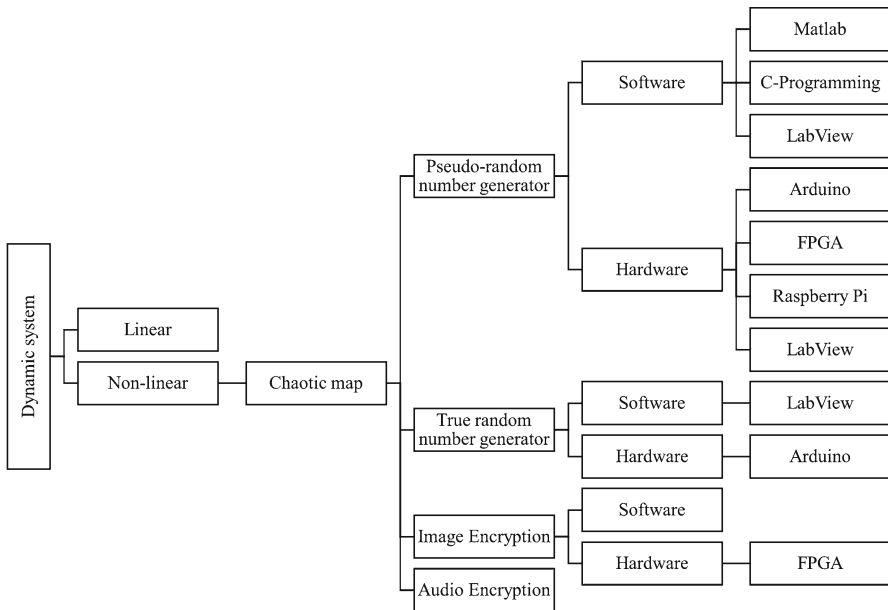 Dynamic system
Linear
Non-linear
Chaotic map
Pseudo-random
number generator
Software
Matlab
C-Programming
LabView
Hardware
Arduino
FPGA
Raspberry Pi
LabView
True random
number generator
Software
LabView
Hardware
Arduino
Image Encryption
Software
Hardware
FPGA
Audio Encryption